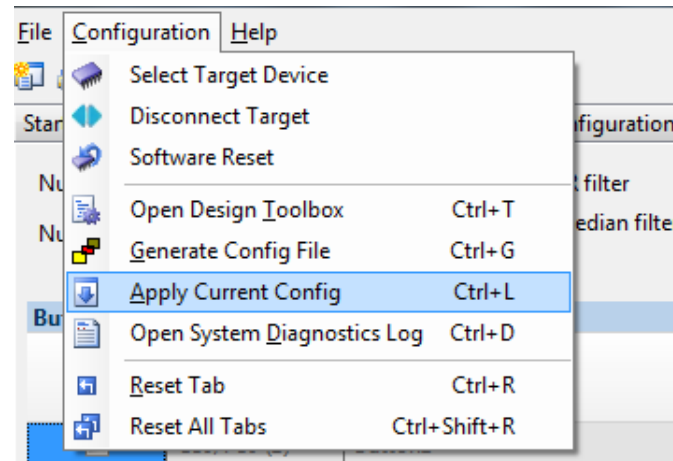 File Configuration Help
Select Target Device
Disconnect Target
Software Reset
filter
Open Design Toolbox Ctrl+T
Generate Config File Ctrl+G
Apply Current Config Ctrl+L
Open System Diagnostics Log Ctrl+D
Reset Tab Ctrl+R
Reset All Tabs Ctrl+Shift+R